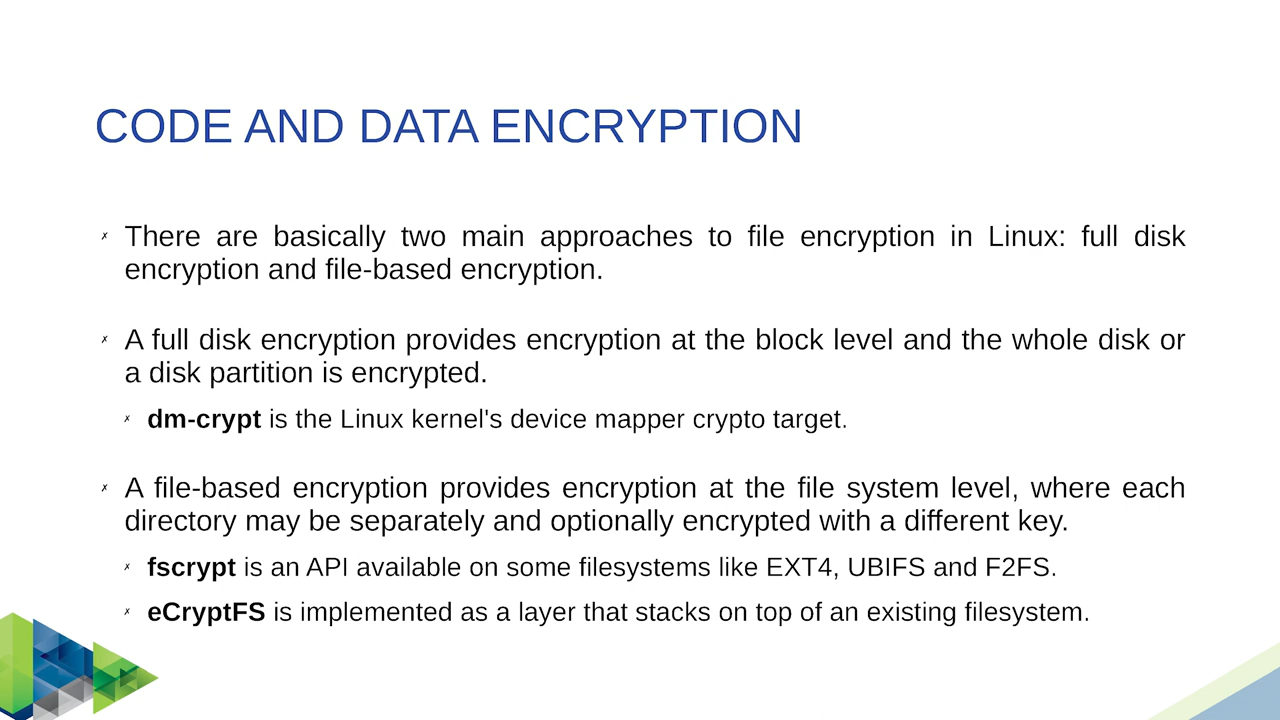 CODE AND DATA ENCRYPTION
✗ There are basically two main approaches to file encryption in Linux: full disk
encryption and file-based encryption.
✗ A full disk encryption provides encryption at the block level and the whole disk or
a disk partition is encrypted.
✗ dm-crypt is the Linux kernel's device mapper crypto target.
✗ A file-based encryption provides encryption at the file system level, where each
directory may be separately and optionally encrypted with a different key.
✗ fscrypt is an API available on some filesystems like EXT4, UBIFS and F2FS.
✗ eCryptFS is implemented as a layer that stacks on top of an existing filesystem.